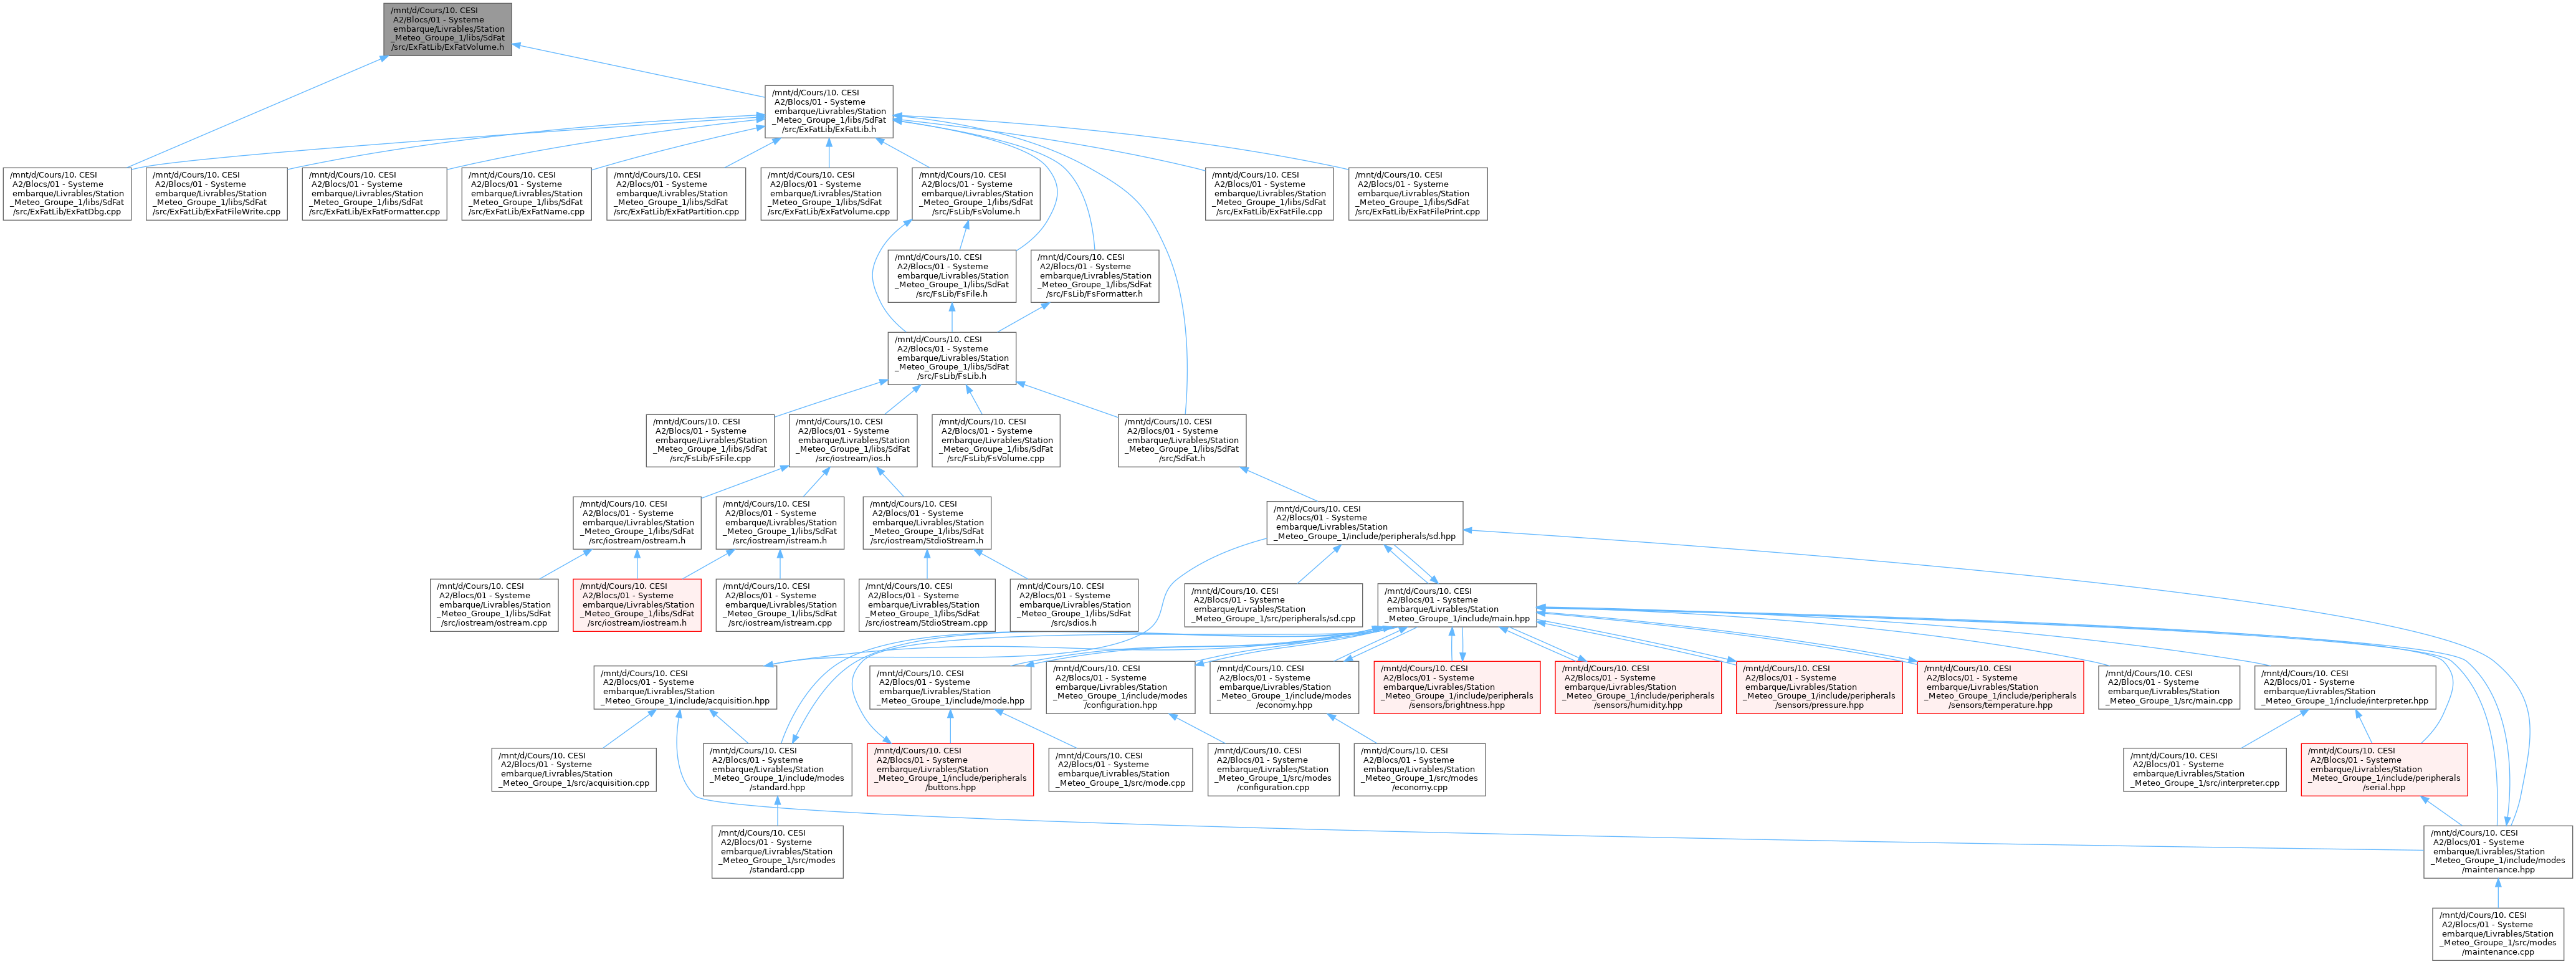 /mnt/d/Cours/10. CESI
A2/Blocs/01 - Systeme
embarque/Livrables/Station
_Meteo_Groupe_1/libs/SdFat
/src/ExFatLib/ExFatVolume.h
/mnt/d/Cours/10. CESI
A2/Blocs/01 - Systeme
embarque/Livrables/Station
_Meteo_Groupe_1/libs/SdFat
/src/ExFatLib/ExFatLib.h
/mnt/d/Cours/10. CESI
A2/Blocs/01 - Systeme
embarque/Livrables/Station
_Meteo_Groupe_1/libs/SdFat
/src/ExFatLib/ExFatDbg.cpp
/mnt/d/Cours/10. CESI
A2/Blocs/01 - Systeme
embarque/Livrables/Station
_Meteo_Groupe_1/libs/SdFat
/src/ExFatLib/ExFatFileWrite.cpp
/mnt/d/Cours/10. CESI
A2/Blocs/01 - Systeme
embarque/Livrables/Station
_Meteo_Groupe_1/libs/SdFat
/src/ExFatLib/ExFatFormatter.cpp
/mnt/d/Cours/10. CESI
A2/Blocs/01 - Systeme
embarque/Livrables/Station
_Meteo_Groupe_1/libs/SdFat
/src/ExFatLib/ExFatName.cpp
/mnt/d/Cours/10. CESI
A2/Blocs/01 - Systeme
embarque/Livrables/Station
_Meteo_Groupe_1/libs/SdFat
/src/ExFatLib/ExFatPartition.cpp
/mnt/d/Cours/10. CESI
A2/Blocs/01 - Systeme
embarque/Livrables/Station
_Meteo_Groupe_1/libs/SdFat
/src/ExFatLib/ExFatVolume.cpp
/mnt/d/Cours/10. CESI
A2/Blocs/01 - Systeme
embarque/Livrables/Station
_Meteo_Groupe_1/libs/SdFat
/src/FsLib/FsVolume.h
/mnt/d/Cours/10. CESI
A2/Blocs/01 - Systeme
embarque/Livrables/Station
_Meteo_Groupe_1/libs/SdFat
/src/ExFatLib/ExFatFile.cpp
/mnt/d/Cours/10. CESI
A2/Blocs/01 - Systeme
embarque/Livrables/Station
_Meteo_Groupe_1/libs/SdFat
/src/ExFatLib/ExFatFilePrint.cpp
/mnt/d/Cours/10. CESI
A2/Blocs/01 - Systeme
embarque/Livrables/Station
_Meteo_Groupe_1/libs/SdFat
/src/FsLib/FsFile.h
/mnt/d/Cours/10. CESI
A2/Blocs/01 - Systeme
embarque/Livrables/Station
_Meteo_Groupe_1/libs/SdFat
/src/FsLib/FsFormatter.h
/mnt/d/Cours/10. CESI
A2/Blocs/01 - Systeme
embarque/Livrables/Station
_Meteo_Groupe_1/libs/SdFat
/src/FsLib/FsLib.h
/mnt/d/Cours/10. CESI
A2/Blocs/01 - Systeme
embarque/Livrables/Station
_Meteo_Groupe_1/libs/SdFat
/src/FsLib/FsFile.cpp
/mnt/d/Cours/10. CESI
A2/Blocs/01 - Systeme
embarque/Livrables/Station
_Meteo_Groupe_1/libs/SdFat
/src/iostream/ios.h
/mnt/d/Cours/10. CESI
A2/Blocs/01 - Systeme
embarque/Livrables/Station
_Meteo_Groupe_1/libs/SdFat
/src/FsLib/FsVolume.cpp
/mnt/d/Cours/10. CESI
A2/Blocs/01 - Systeme
embarque/Livrables/Station
_Meteo_Groupe_1/libs/SdFat
/src/SdFat.h
/mnt/d/Cours/10. CESI
A2/Blocs/01 - Systeme
embarque/Livrables/Station
_Meteo_Groupe_1/libs/SdFat
/src/iostream/ostream.h
/mnt/d/Cours/10. CESI
A2/Blocs/01 - Systeme
embarque/Livrables/Station
_Meteo_Groupe_1/libs/SdFat
/src/iostream/istream.h
/mnt/d/Cours/10. CESI
A2/Blocs/01 - Systeme
embarque/Livrables/Station
_Meteo_Groupe_1/libs/SdFat
/src/iostream/StdioStream.h
/mnt/d/Cours/10. CESI
A2/Blocs/01 - Systeme
embarque/Livrables/Station
_Meteo_Groupe_1/include/peripherals/sd.hpp
/mnt/d/Cours/10. CESI
A2/Blocs/01 - Systeme
embarque/Livrables/Station
_Meteo_Groupe_1/libs/SdFat
/src/iostream/ostream.cpp
/mnt/d/Cours/10. CESI
A2/Blocs/01 - Systeme
embarque/Livrables/Station
_Meteo_Groupe_1/libs/SdFat
/src/iostream/iostream.h
/mnt/d/Cours/10. CESI
A2/Blocs/01 - Systeme
embarque/Livrables/Station
_Meteo_Groupe_1/libs/SdFat
/src/iostream/istream.cpp
/mnt/d/Cours/10. CESI
A2/Blocs/01 - Systeme
embarque/Livrables/Station
_Meteo_Groupe_1/libs/SdFat
/src/iostream/StdioStream.cpp
/mnt/d/Cours/10. CESI
A2/Blocs/01 - Systeme
embarque/Livrables/Station
_Meteo_Groupe_1/libs/SdFat
/src/sdios.h
/mnt/d/Cours/10. CESI
A2/Blocs/01 - Systeme
embarque/Livrables/Station
_Meteo_Groupe_1/src/peripherals/sd.cpp
/mnt/d/Cours/10. CESI
A2/Blocs/01 - Systeme
embarque/Livrables/Station
_Meteo_Groupe_1/include/main.hpp
/mnt/d/Cours/10. CESI
A2/Blocs/01 - Systeme
embarque/Livrables/Station
_Meteo_Groupe_1/include/acquisition.hpp
/mnt/d/Cours/10. CESI
A2/Blocs/01 - Systeme
embarque/Livrables/Station
_Meteo_Groupe_1/include/mode.hpp
/mnt/d/Cours/10. CESI
A2/Blocs/01 - Systeme
embarque/Livrables/Station
_Meteo_Groupe_1/include/modes
/configuration.hpp
/mnt/d/Cours/10. CESI
A2/Blocs/01 - Systeme
embarque/Livrables/Station
_Meteo_Groupe_1/include/modes
/economy.hpp
/mnt/d/Cours/10. CESI
A2/Blocs/01 - Systeme
embarque/Livrables/Station
_Meteo_Groupe_1/include/peripherals
/sensors/brightness.hpp
/mnt/d/Cours/10. CESI
A2/Blocs/01 - Systeme
embarque/Livrables/Station
_Meteo_Groupe_1/include/peripherals
/sensors/humidity.hpp
/mnt/d/Cours/10. CESI
A2/Blocs/01 - Systeme
embarque/Livrables/Station
_Meteo_Groupe_1/include/peripherals
/sensors/pressure.hpp
/mnt/d/Cours/10. CESI
A2/Blocs/01 - Systeme
embarque/Livrables/Station
_Meteo_Groupe_1/include/peripherals
/sensors/temperature.hpp
/mnt/d/Cours/10. CESI
A2/Blocs/01 - Systeme
embarque/Livrables/Station
_Meteo_Groupe_1/src/main.cpp
/mnt/d/Cours/10. CESI
A2/Blocs/01 - Systeme
embarque/Livrables/Station
_Meteo_Groupe_1/include/interpreter.hpp
/mnt/d/Cours/10. CESI
A2/Blocs/01 - Systeme
embarque/Livrables/Station
_Meteo_Groupe_1/src/acquisition.cpp
/mnt/d/Cours/10. CESI
A2/Blocs/01 - Systeme
embarque/Livrables/Station
_Meteo_Groupe_1/include/modes
/standard.hpp
/mnt/d/Cours/10. CESI
A2/Blocs/01 - Systeme
embarque/Livrables/Station
_Meteo_Groupe_1/include/peripherals
/buttons.hpp
/mnt/d/Cours/10. CESI
A2/Blocs/01 - Systeme
embarque/Livrables/Station
_Meteo_Groupe_1/src/mode.cpp
/mnt/d/Cours/10. CESI
A2/Blocs/01 - Systeme
embarque/Livrables/Station
_Meteo_Groupe_1/src/modes
/configuration.cpp
/mnt/d/Cours/10. CESI
A2/Blocs/01 - Systeme
embarque/Livrables/Station
_Meteo_Groupe_1/src/modes
/economy.cpp
/mnt/d/Cours/10. CESI
A2/Blocs/01 - Systeme
embarque/Livrables/Station
_Meteo_Groupe_1/src/interpreter.cpp
/mnt/d/Cours/10. CESI
A2/Blocs/01 - Systeme
embarque/Livrables/Station
_Meteo_Groupe_1/include/peripherals
/serial.hpp
/mnt/d/Cours/10. CESI
A2/Blocs/01 - Systeme
embarque/Livrables/Station
_Meteo_Groupe_1/src/modes
/standard.cpp
/mnt/d/Cours/10. CESI
A2/Blocs/01 - Systeme
embarque/Livrables/Station
_Meteo_Groupe_1/include/modes
/maintenance.hpp
/mnt/d/Cours/10. CESI
A2/Blocs/01 - Systeme
embarque/Livrables/Station
_Meteo_Groupe_1/src/modes
/maintenance.cpp